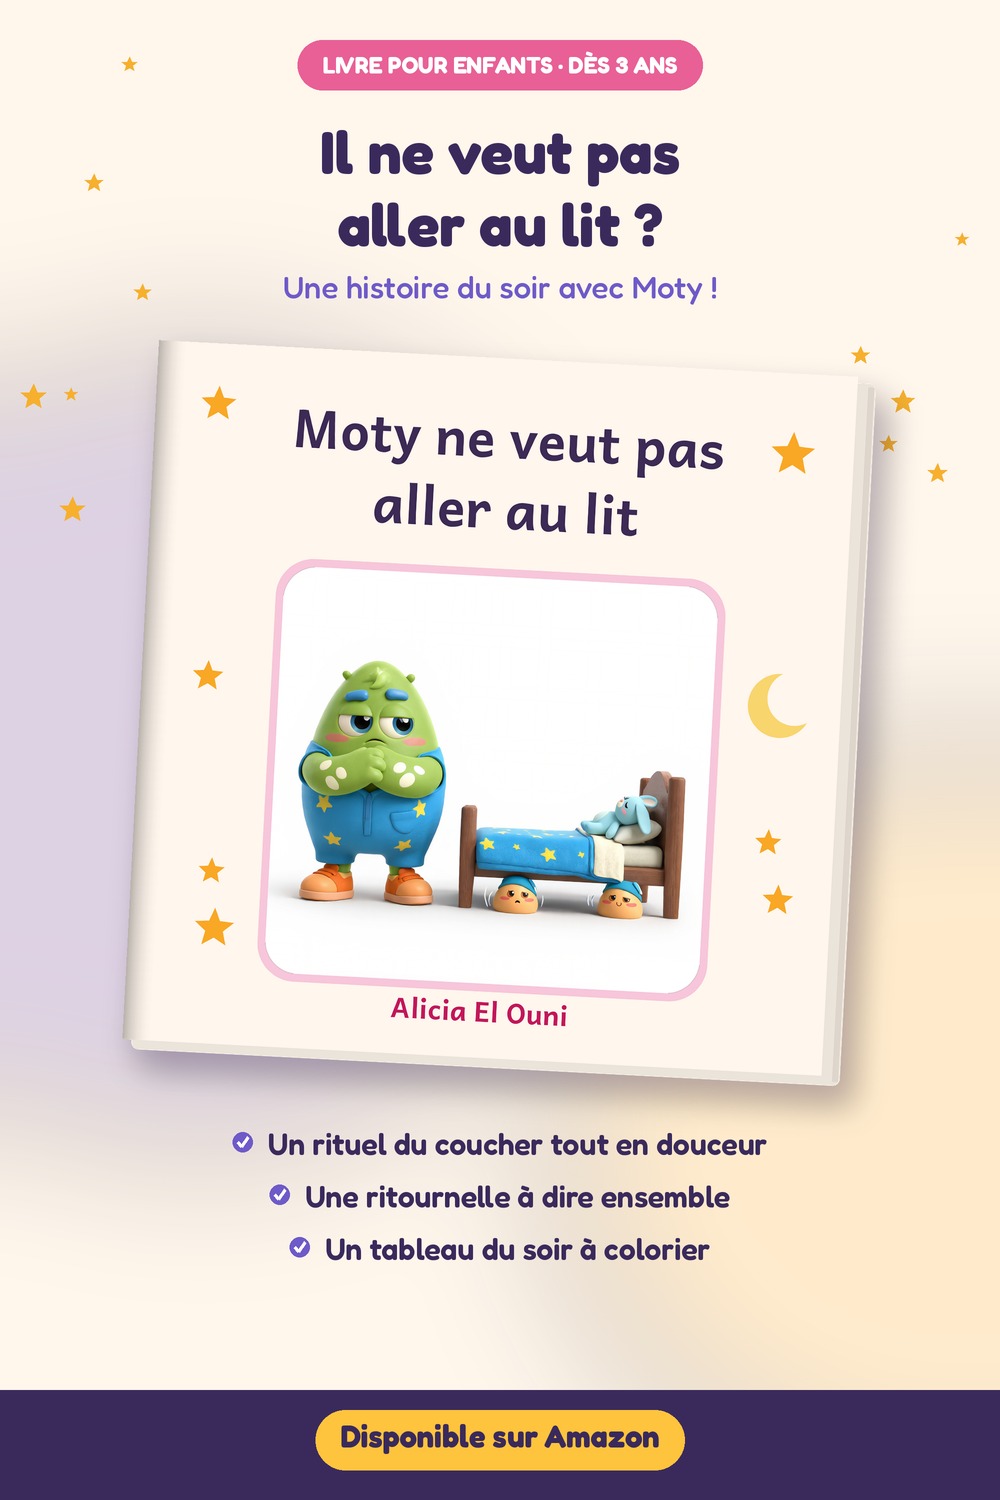 LIVRE POUR ENFANTS · DÈS 3 ANS
Il ne veut pas
aller au lit ?
Une histoire du soir avec Moty !
Moty ne veut pas
aller au lit
Alicia El Ouni
Un rituel du coucher tout en douceur
Une ritournelle à dire ensemble
Un tableau du soir à colorier
Disponible sur Amazon